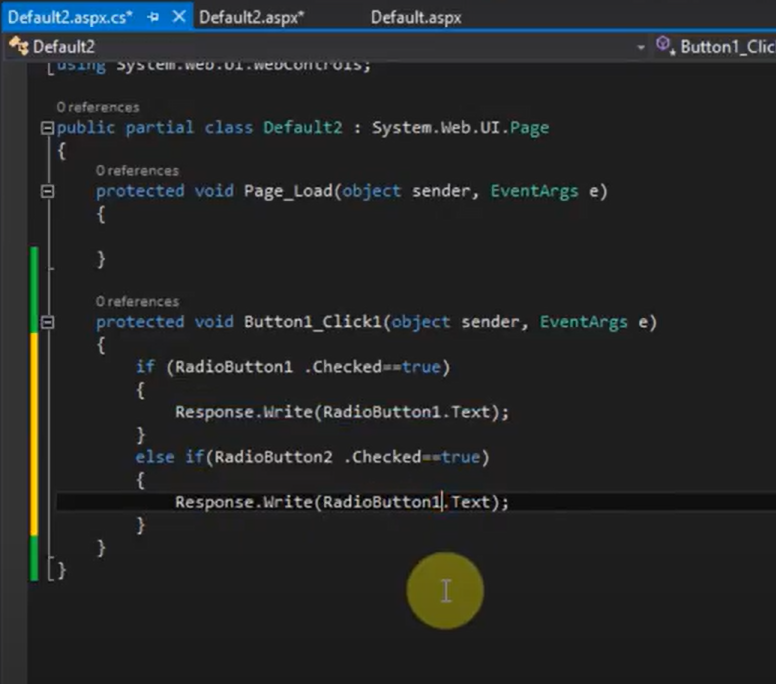 Default2.aspx.cs* Default2.aspx* Default.aspx
Default2 Button1_Clic
using System.Web.UI.WebControls;
0 references
public partial class Default2 : System.Web.UI.Page
{
0 references
protected void Page_Load(object sender, EventArgs e)
{
}
0 references
protected void Button1_Click1(object sender, EventArgs e)
{
if (RadioButton1 .Checked==true)
{
Response.Write(RadioButton1.Text);
}
else if(RadioButton2 .Checked==true)
{
Response.Write(RadioButton1.Text);
}
}
}